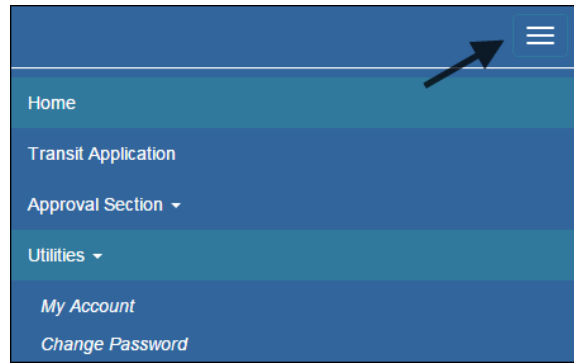 Home
Transit Application
Approval Section
Utilities
My Account
Change Password